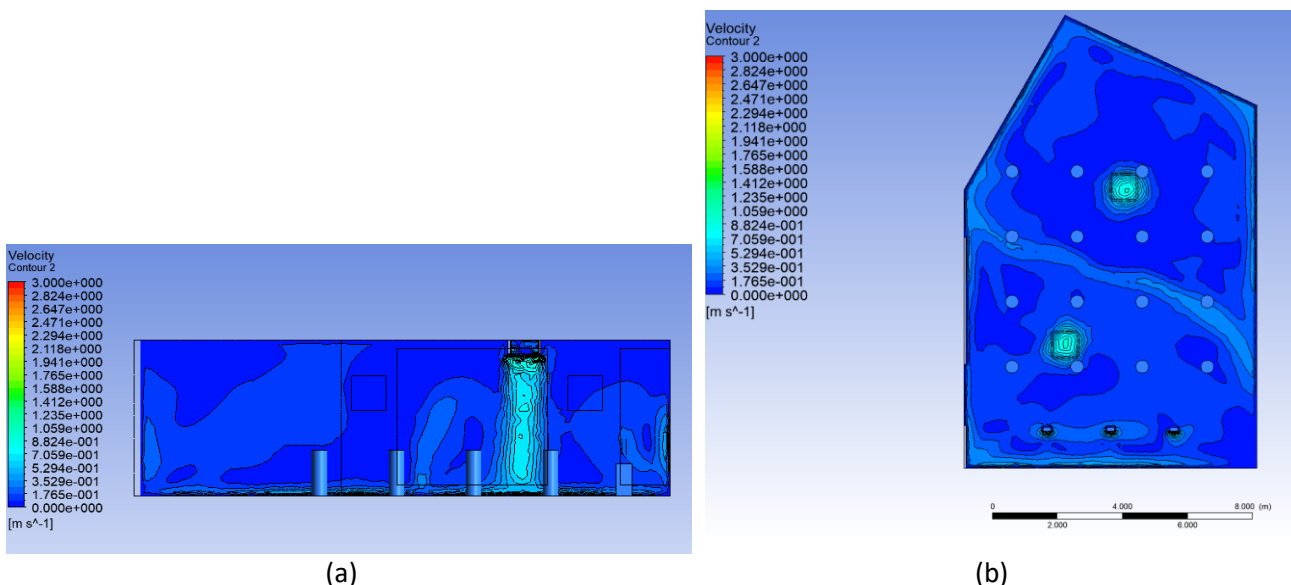 Velocity
Contour 2
3.000e+000
2.824e+000
2.647e+000
2.471e+000
2.294e+000
2.118e+000
1.941e+000
1.765e+000
1.588e+000
1.412e+000
1.235e+000
1.059e+000
8.824e-001
7.059e-001
5.294e-001
3.529e-001
1.765e-001
0.000e+000
[m s^-1]
(a)
Velocity
Contour 2
3.000e+000
2.824e+000
2.647e+000
2.471e+000
2.294e+000
2.118e+000
1.941e+000
1.765e+000
1.588e+000
1.412e+000
1.235e+000
1.059e+000
8.824e-001
7.059e-001
5.294e-001
3.529e-001
1.765e-001
0.000e+000
[m s^-1]
0 4.000 8.000 (m)
2.000 6.000
(b)